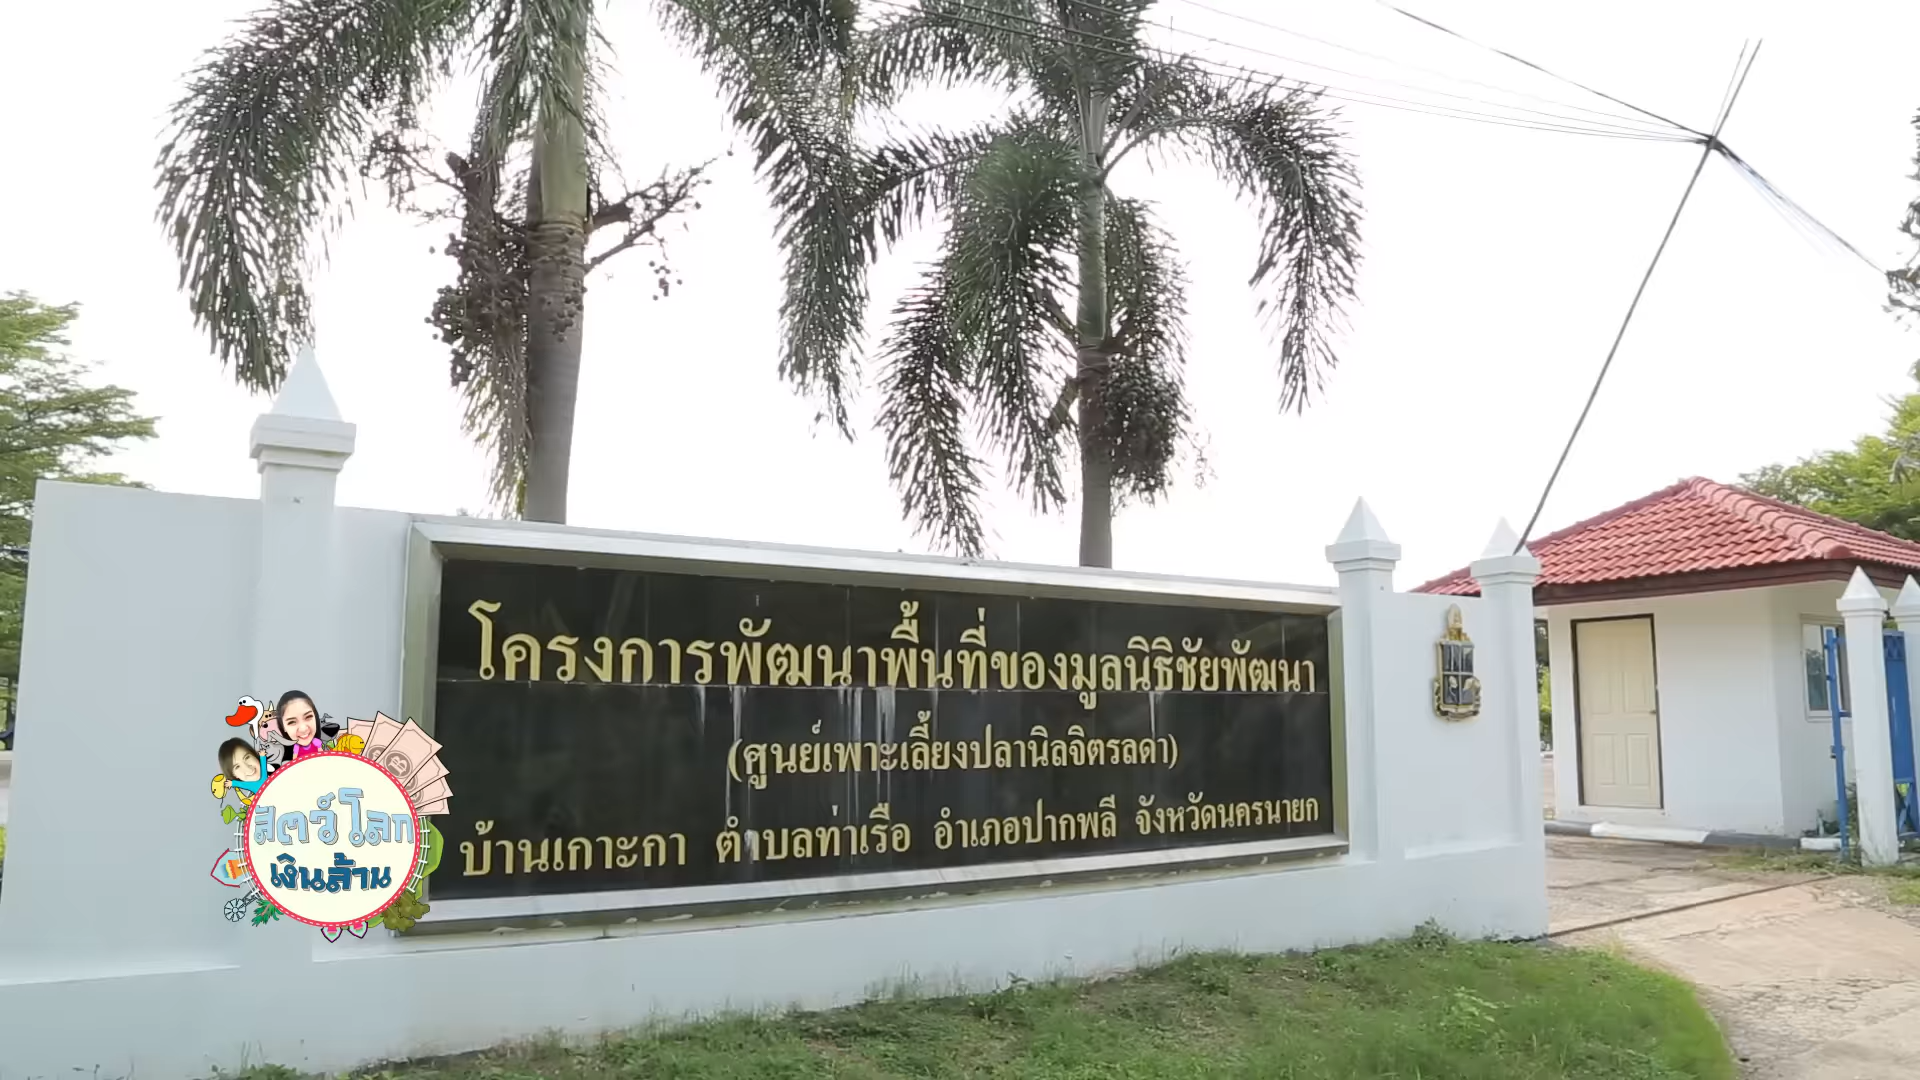 โครงการพัฒนาพื้นที่ของมูลนิธิชัยพัฒนา
(ศูนย์เพาะเลี้ยงปลานิลจิตรลดา)
บ้านเกาะกา ตำบลท่าเรือ อำเภอปากพลี จังหวัดนครนายก
สัตว์โลก
เงินล้าน